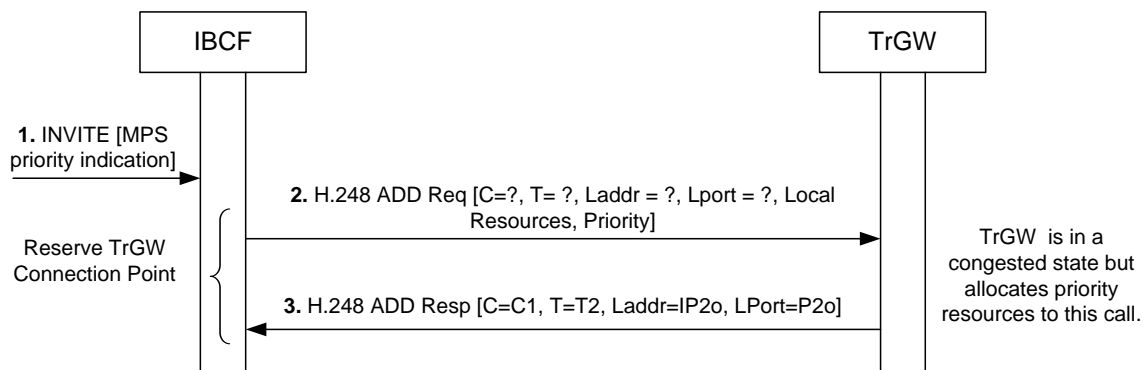 IBCF
TrGW
1. INVITE [MPS
priority indication]
2. H.248 ADD Req [C=?, T= ?, Laddr = ?, Lport = ?, Local
Resources, Priority]
Reserve TrGW
Connection Point
TrGW is in a
congested state but
allocates priority
resources to this call.
3. H.248 ADD Resp [C=C1, T=T2, Laddr=IP2o, LPort=P2o]